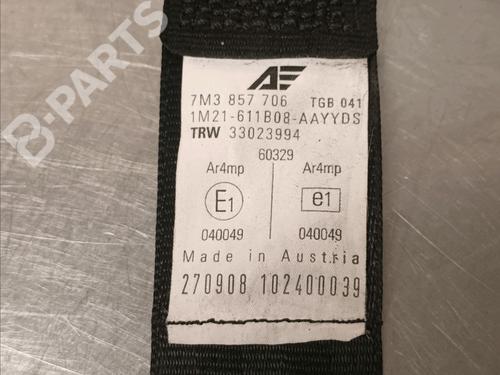 AE
7M3 857 706 TGB 041
1M21-611B08-AAYYDS
TRW 33023994
60329
Ar4mp Ar4mp
E1 e1
040049 040049
Made in Austria
270908 102400039
B-PARTS